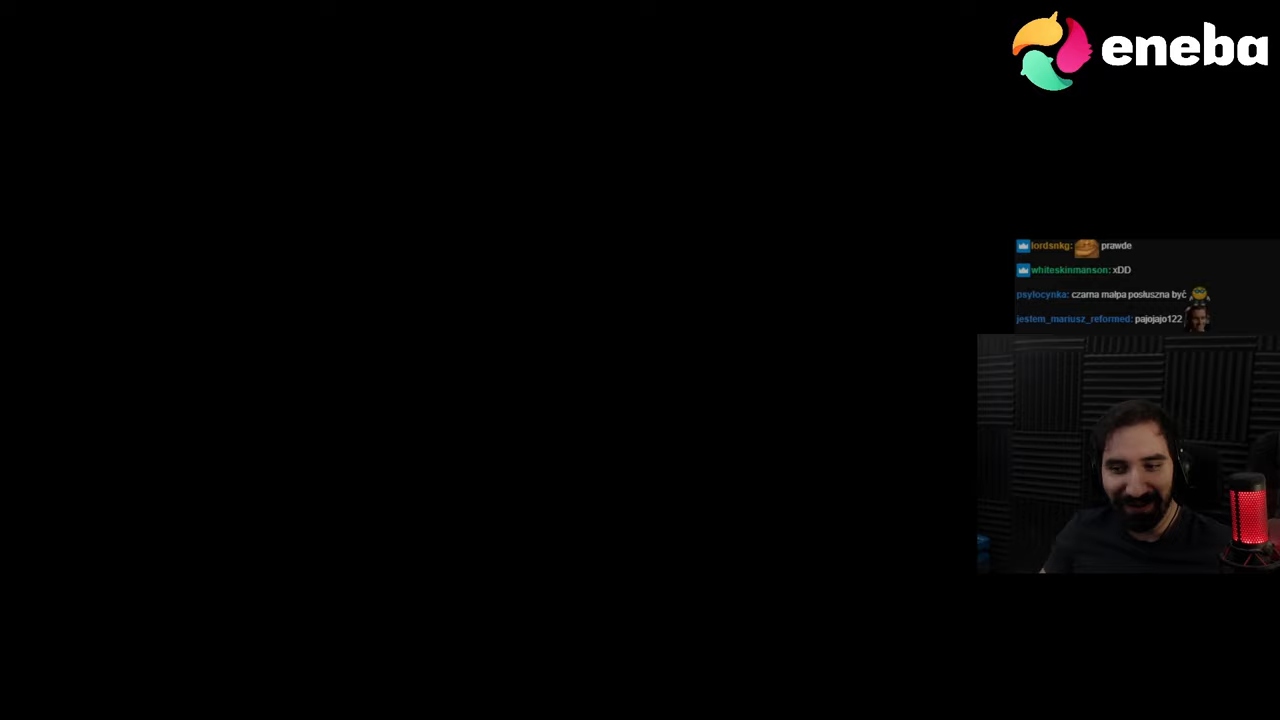 eneba
lordsnkg: prawde
whiteskinmanson: xDD
psylocynka: czarna małpa posłuszna być
jestem_mariusz_reformed: pajojajo122